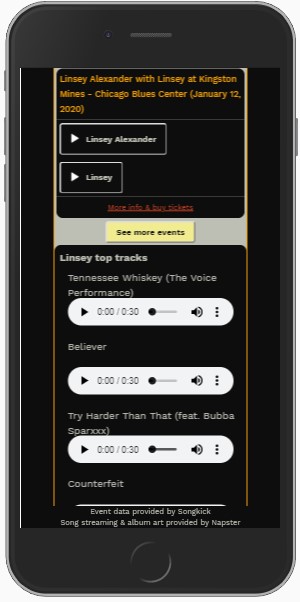 Linsey Alexander with Linsey at Kingston
Mines - Chicago Blues Center (January 12,
2020)
Linsey Alexander
Linsey
More info & buy tickets
See more events
Linsey top tracks
Tennessee Whiskey (The Voice
Performance)
0:00 / 0:30
Believer
0:00 / 0:30
Try Harder Than That (feat. Bubba
Sparxxx)
0:00 / 0:30
Counterfeit
Event data provided by Songkick
Song streaming & album art provided by Napster